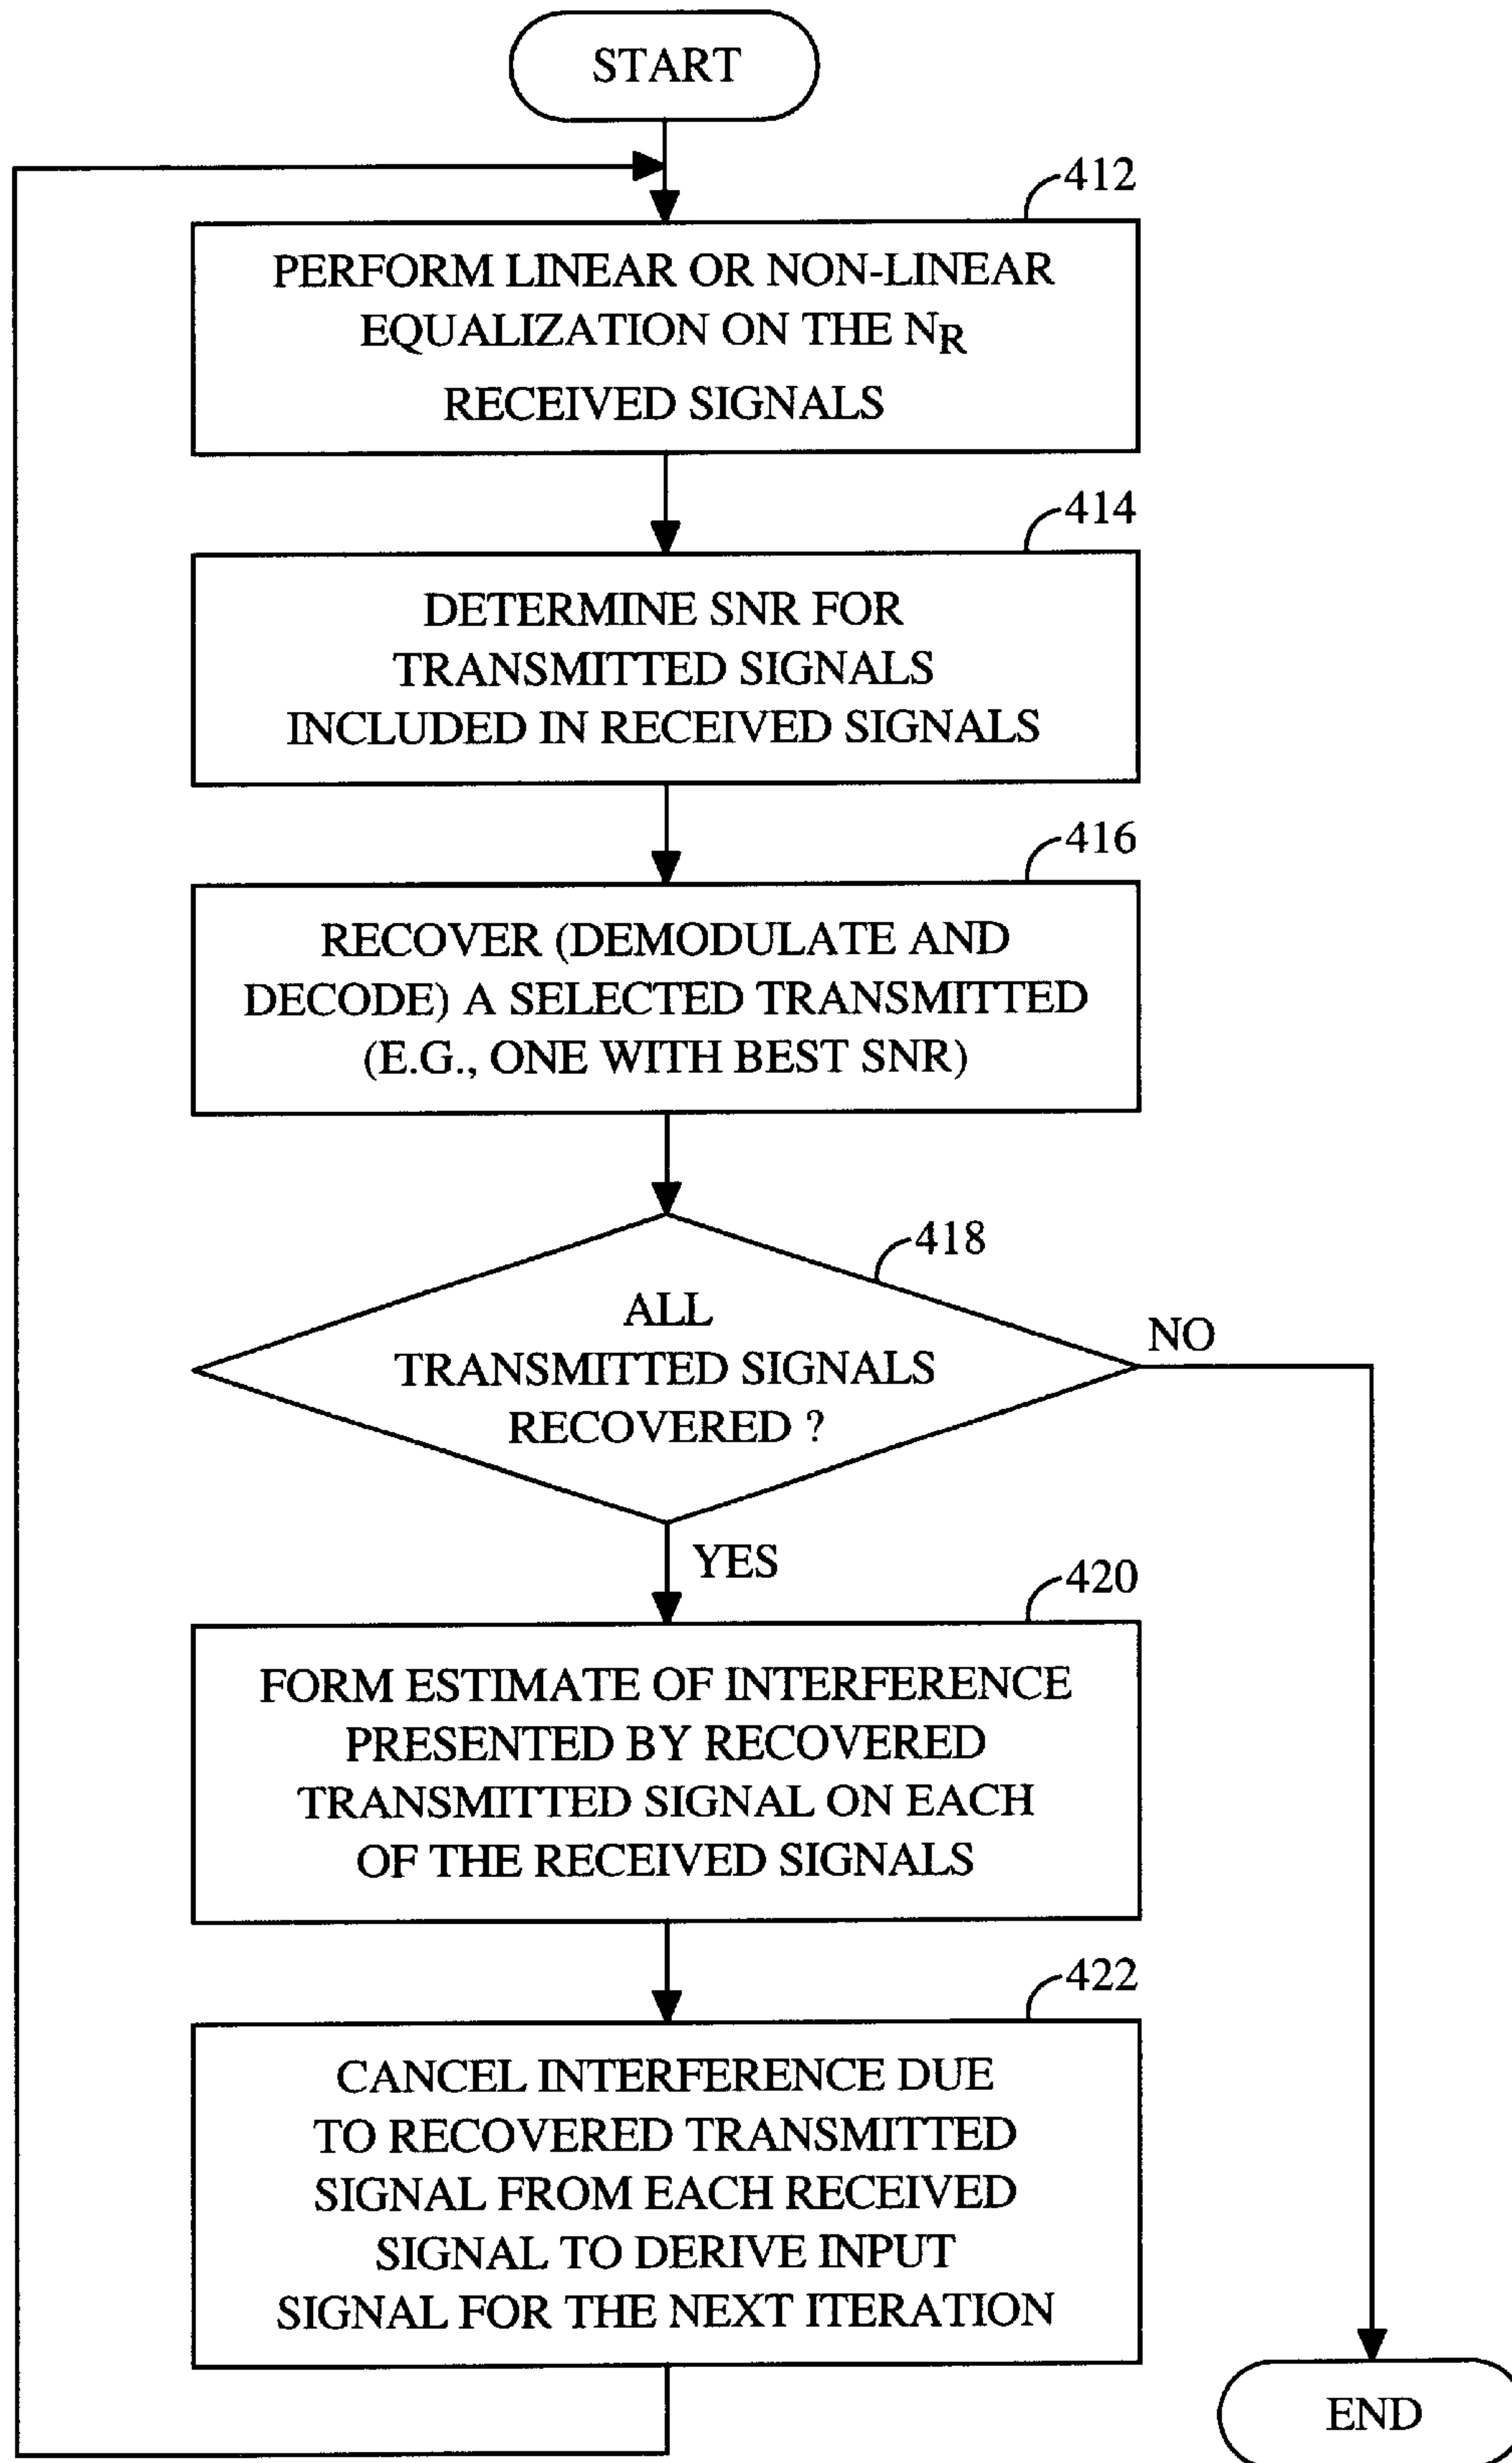 START
412
PERFORM LINEAR OR NON-LINEAR
EQUALIZATION ON THE NR
RECEIVED SIGNALS
414
DETERMINE SNR FOR
TRANSMITTED SIGNALS
INCLUDED IN RECEIVED SIGNALS
416
RECOVER (DEMODULATE AND
DECODE) A SELECTED TRANSMITTED
(E.G., ONE WITH BEST SNR)
418
ALL
TRANSMITTED SIGNALS
RECOVERED ?
NO
YES
420
FORM ESTIMATE OF INTERFERENCE
PRESENTED BY RECOVERED
TRANSMITTED SIGNAL ON EACH
OF THE RECEIVED SIGNALS
422
CANCEL INTERFERENCE DUE
TO RECOVERED TRANSMITTED
SIGNAL FROM EACH RECEIVED
SIGNAL TO DERIVE INPUT
SIGNAL FOR THE NEXT ITERATION
END